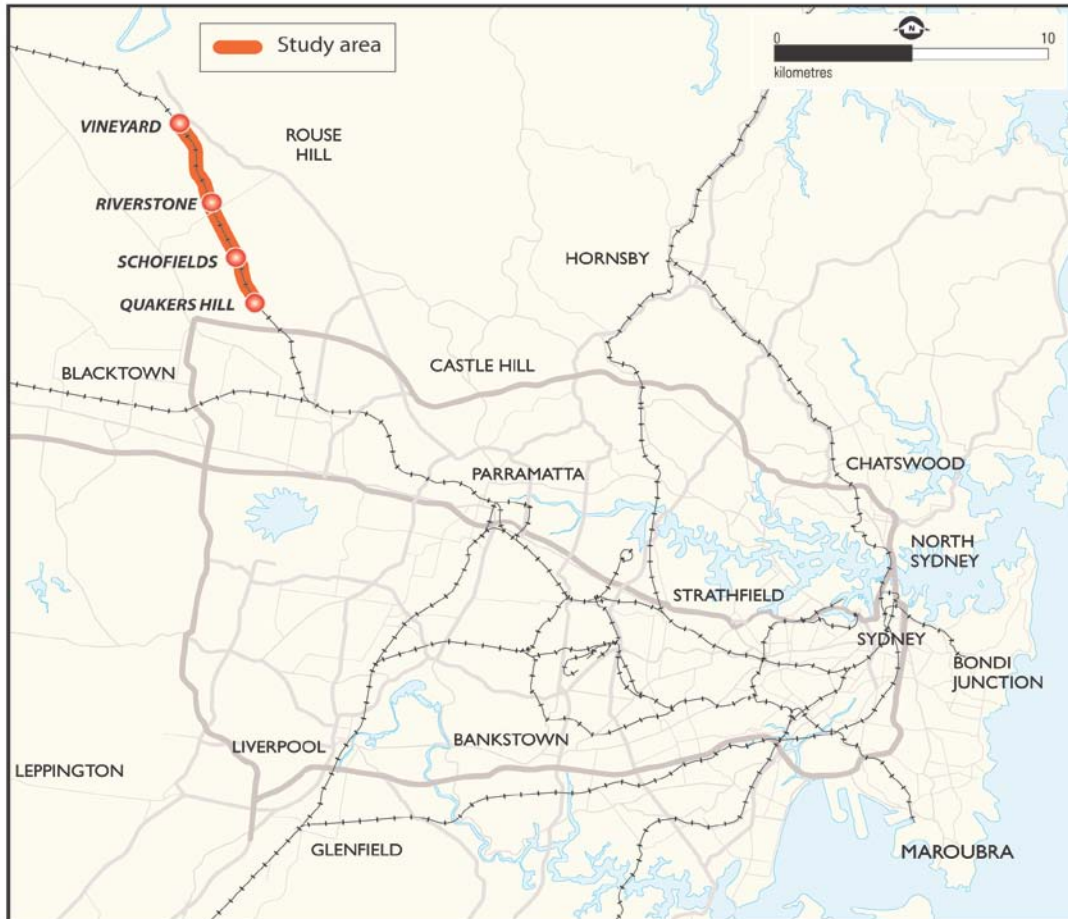 Study area
0 10
kilometres
VINEYARD
ROUSE
HILL
RIVERSTONE
HORNSBY
SCHOFIELDS
QUAKERS HILL
CASTLE HILL
BLACKTOWN
CHATSWOOD
PARRAMATTA
NORTH
SYDNEY
STRATHFIELD
SYDNEY
BONDI
JUNCTION
BANKSTOWN
LIVERPOOL
LEPPINGTON
GLENFIELD
MAROUBRA